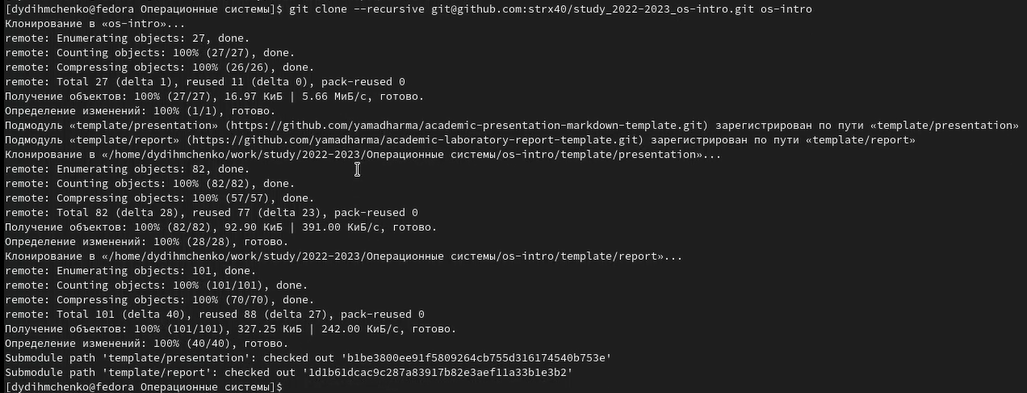 [dydihmchenko@fedora Операционные системы]$ git clone --recursive git@github.com:strx40/study_2022-2023_os-intro.git os-intro
Клонирование в «os-intro»...
remote: Enumerating objects: 27, done.
remote: Counting objects: 100% (27/27), done.
remote: Compressing objects: 100% (26/26), done.
remote: Total 27 (delta 1), reused 11 (delta 0), pack-reused 0
Получение объектов: 100% (27/27), 16.97 КиБ | 5.66 МиБ/с, готово.
Определение изменений: 100% (1/1), готово.
Подмодуль «template/presentation» (https://github.com/yamadharma/academic-presentation-markdown-template.git) зарегистрирован по пути «template/presentation»
Подмодуль «template/report» (https://github.com/yamadharma/academic-laboratory-report-template.git) зарегистрирован по пути «template/report»
Клонирование в «/home/dydihmchenko/work/study/2022-2023/Операционные системы/os-intro/template/presentation»...
remote: Enumerating objects: 82, done.
remote: Counting objects: 100% (82/82), done.
remote: Compressing objects: 100% (57/57), done.
remote: Total 82 (delta 28), reused 77 (delta 23), pack-reused 0
Получение объектов: 100% (82/82), 92.90 КиБ | 391.00 КиБ/с, готово.
Определение изменений: 100% (28/28), готово.
Клонирование в «/home/dydihmchenko/work/study/2022-2023/Операционные системы/os-intro/template/report»...
remote: Enumerating objects: 101, done.
remote: Counting objects: 100% (101/101), done.
remote: Compressing objects: 100% (70/70), done.
remote: Total 101 (delta 40), reused 88 (delta 27), pack-reused 0
Получение объектов: 100% (101/101), 327.25 КиБ | 242.00 КиБ/с, готово.
Определение изменений: 100% (40/40), готово.
Submodule path 'template/presentation': checked out 'b1be3800ee91f5809264cb755d316174540b753e'
Submodule path 'template/report': checked out '1d1b61dcac9c287a83917b82e3aef11a33b1e3b2'
[dydihmchenko@fedora Операционные системы]$